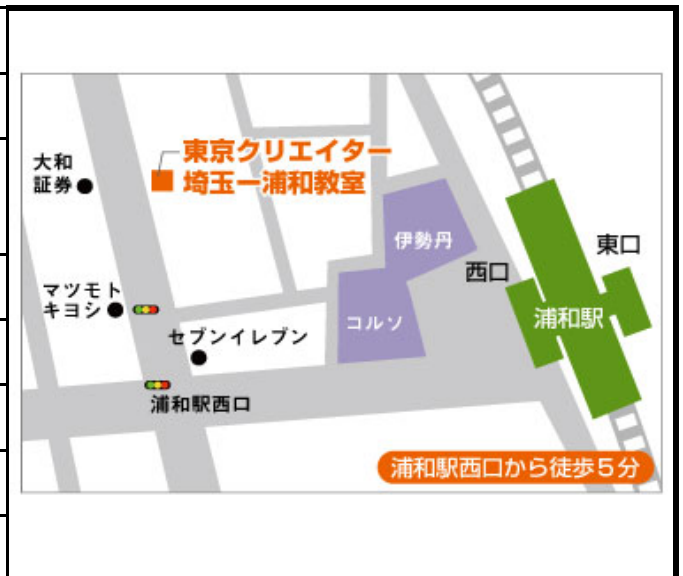 東京クリエイター
埼玉ー浦和教室
大和
証券
伊勢丹
西口
東口
マツモト
キヨシ
コルソ
浦和駅
セブンイレブン
浦和駅西口
浦和駅西口から徒歩5分